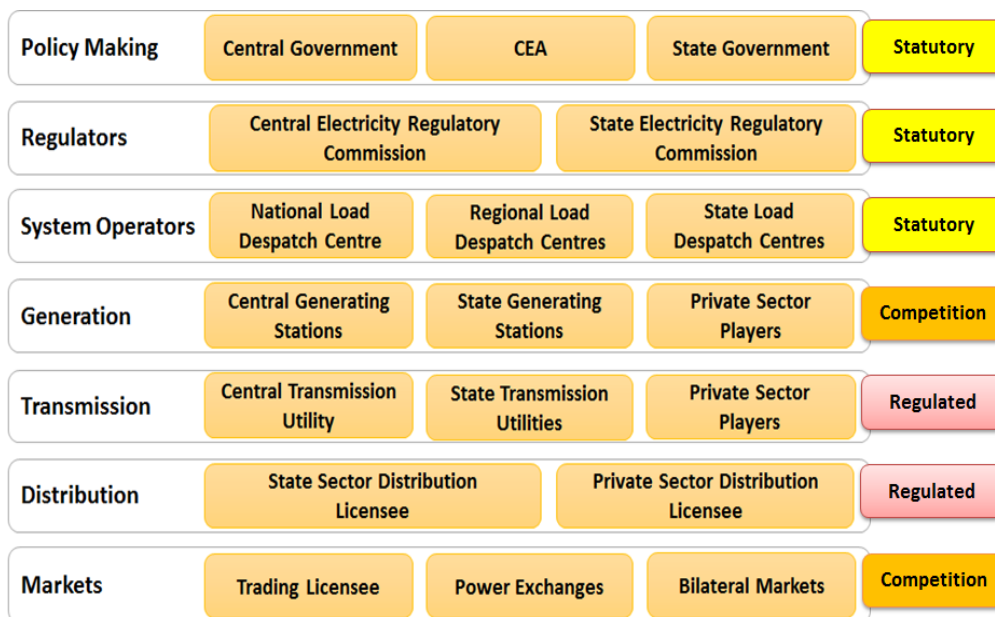 Policy Making
Central Government
CEA
State Government
Statutory
Regulators
Central Electricity Regulatory
Commission
State Electricity Regulatory
Commission
Statutory
System Operators
National Load
Despatch Centre
Regional Load
Despatch Centres
State Load
Despatch Centres
Statutory
Generation
Central Generating
Stations
State Generating
Stations
Private Sector
Players
Competition
Transmission
Central Transmission
Utility
State Transmission
Utilities
Private Sector
Players
Regulated
Distribution
State Sector Distribution
Licensee
Private Sector Distribution
Licensee
Regulated
Markets
Trading Licensee
Power Exchanges
Bilateral Markets
Competition